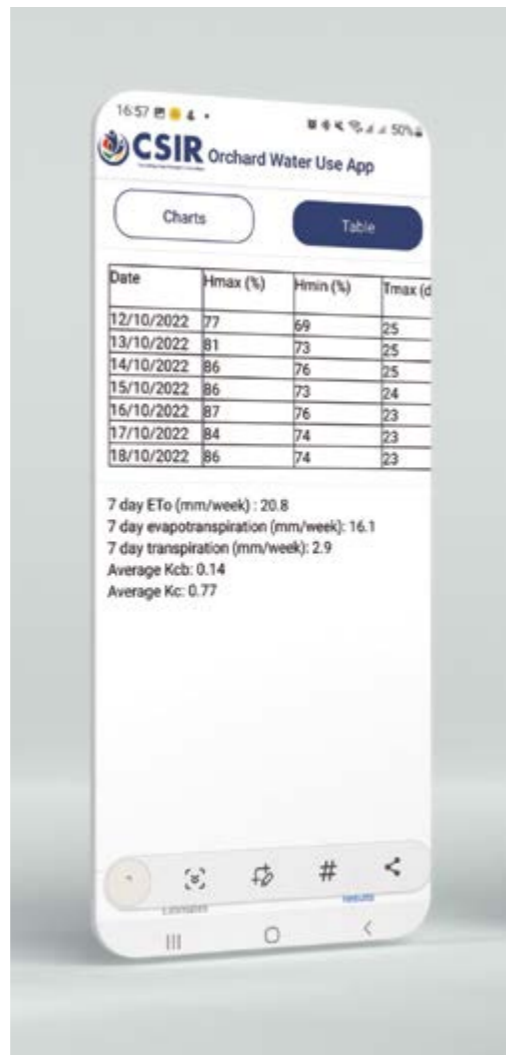 16:57
50%
CSIR Orchard Water Use App
Charts
Table
Date Hmax (%) Hmin (%) Tmax (d
12/10/2022 77 69 25
13/10/2022 81 73 25
14/10/2022 86 76 25
15/10/2022 86 73 24
16/10/2022 87 76 23
17/10/2022 84 74 23
18/10/2022 86 74 23
7 day ETo (mm/week) : 20.8
7 day evapotranspiration (mm/week): 16.1
7 day transpiration (mm/week): 2.9
Average Kcb: 0.14
Average Kc: 0.77
#